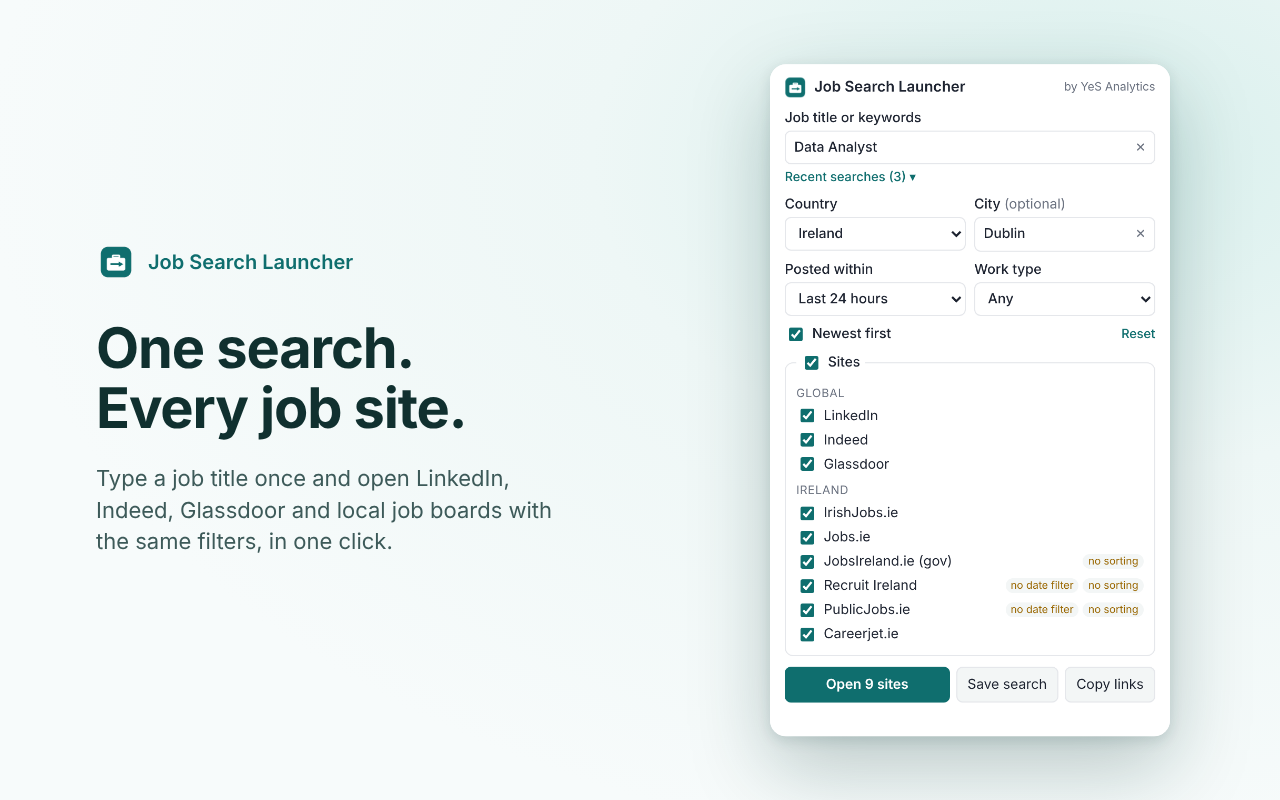 Job Search Launcher
One search.
Every job site.
Type a job title once and open LinkedIn,
Indeed, Glassdoor and local job boards with
the same filters, in one click.
Job Search Launcher by YeS Analytics
Job title or keywords
Data Analyst ×
Recent searches (3) ▾
Country City (optional)
Ireland Dublin ×
Posted within Work type
Last 24 hours Any
Newest first Reset
Sites
GLOBAL
LinkedIn
Indeed
Glassdoor
IRELAND
IrishJobs.ie
Jobs.ie
JobsIreland.ie (gov) no sorting
Recruit Ireland no date filter no sorting
PublicJobs.ie no date filter no sorting
Careerjet.ie
Open 9 sites Save search Copy links